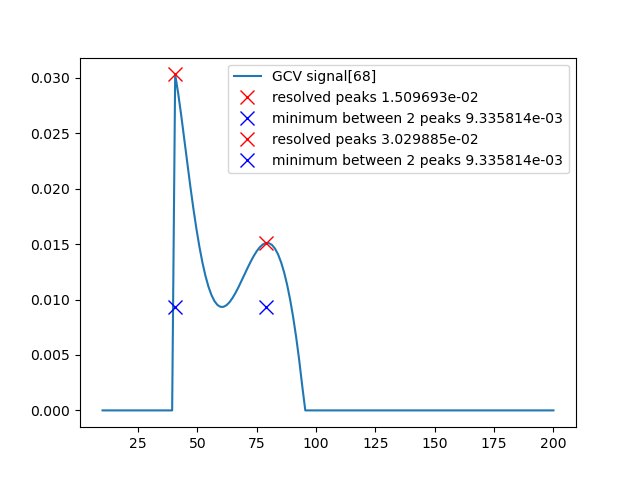 GCV signal[68]
resolved peaks 1.509693e-02
minimum between 2 peaks 9.335814e-03
resolved peaks 3.029885e-02
minimum between 2 peaks 9.335814e-03
0.030
0.025
0.020
0.015
0.010
0.005
0.000
25 50 75 100 125 150 175 200